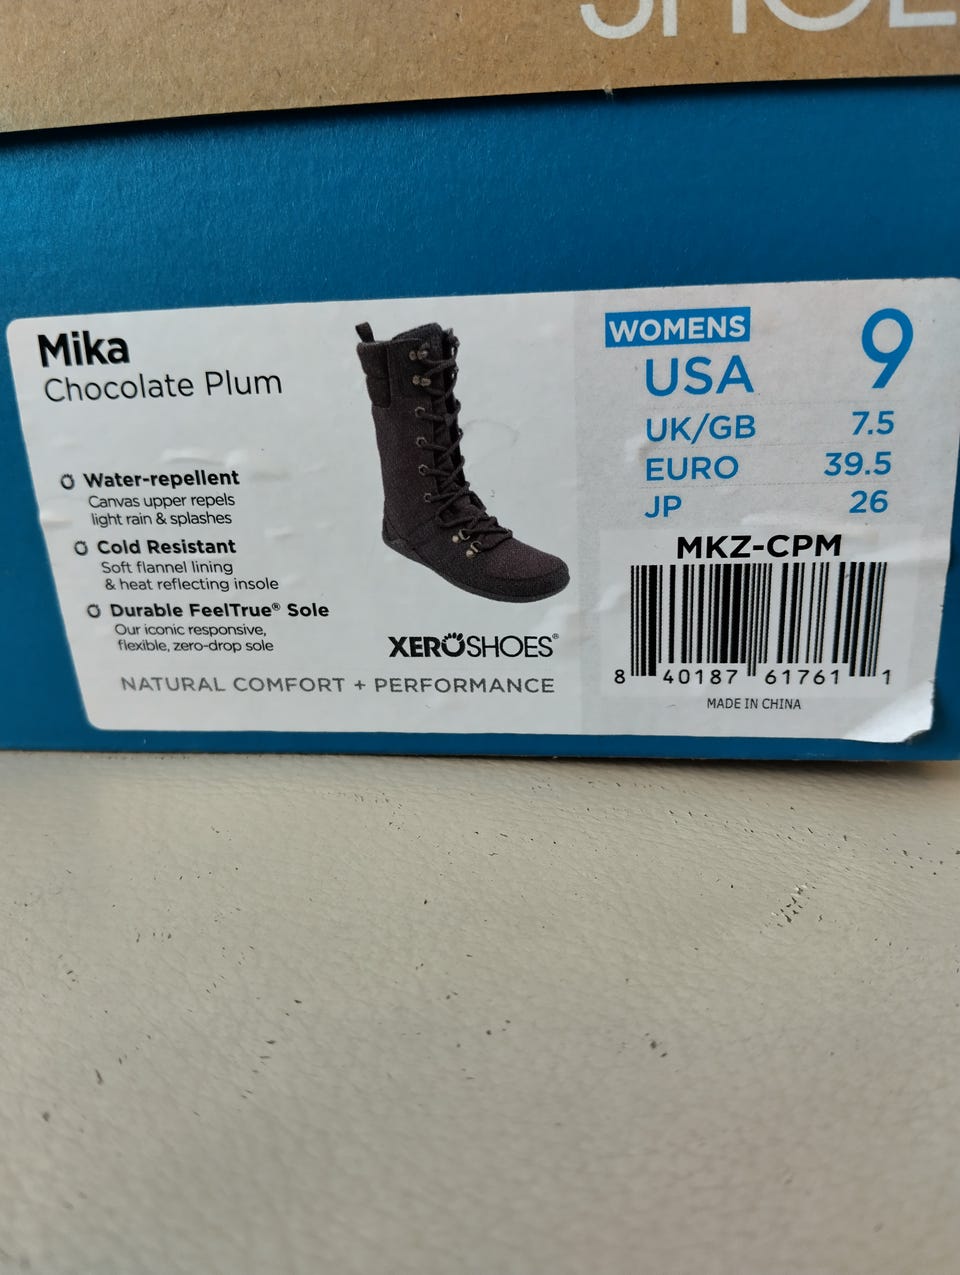 SHOE
Mika
Chocolate Plum
Water-repellent
Canvas upper repels
light rain & splashes
Cold Resistant
Soft flannel lining
& heat reflecting insole
Durable FeelTrue® Sole
Our iconic responsive,
flexible, zero-drop sole
XEROSHOES®
NATURAL COMFORT + PERFORMANCE
WOMENS
USA 9
UK/GB 7.5
EURO 39.5
JP 26
MKZ-CPM
8 40187 61761 1
MADE IN CHINA